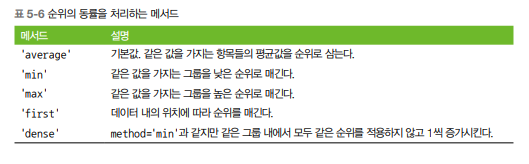 표 5-6 순위의 동률을 처리하는 메서드
메서드 설명
'average' 기본값. 같은 값을 가지는 항목들의 평균값을 순위로 삼는다.
'min' 같은 값을 가지는 그룹을 낮은 순위로 매긴다.
'max' 같은 값을 가지는 그룹을 높은 순위로 매긴다.
'first' 데이터 내의 위치에 따라 순위를 매긴다.
'dense' method='min'과 같지만 같은 그룹 내에서 모두 같은 순위를 적용하지 않고 1씩 증가시킨다.